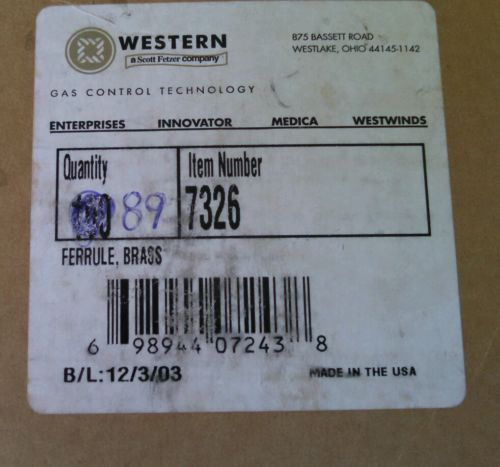 WESTERN
a Scott Fetzer company
875 BASSETT ROAD
WESTLAKE, OHIO 44145-1142
GAS CONTROL TECHNOLOGY
ENTERPRISES INNOVATOR MEDICA WESTWINDS
Quantity Item Number
89 7326
FERRULE, BRASS
6 98944 07243 8
B/L:12/3/03 MADE IN THE USA